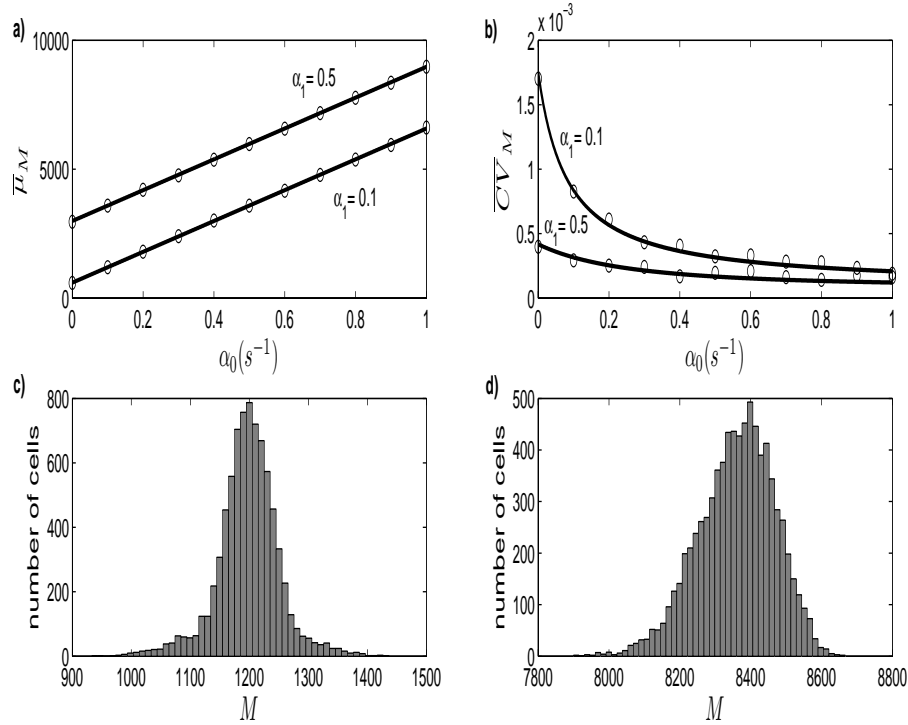 a)
10000
5000
0
μ̅_M
α₁ = 0.5
α₁ = 0.1
0 0.2 0.4 0.6 0.8 1
α₀(s⁻¹)
b)
x 10⁻³
2
1.5
1
0.5
0
C̅V̅_M
α₁ = 0.1
α₁ = 0.5
0 0.2 0.4 0.6 0.8 1
α₀(s⁻¹)
c)
800
600
400
200
0
number of cells
900 1000 1100 1200 1300 1400 1500
M
d)
500
400
300
200
100
0
number of cells
7800 8000 8200 8400 8600 8800
M